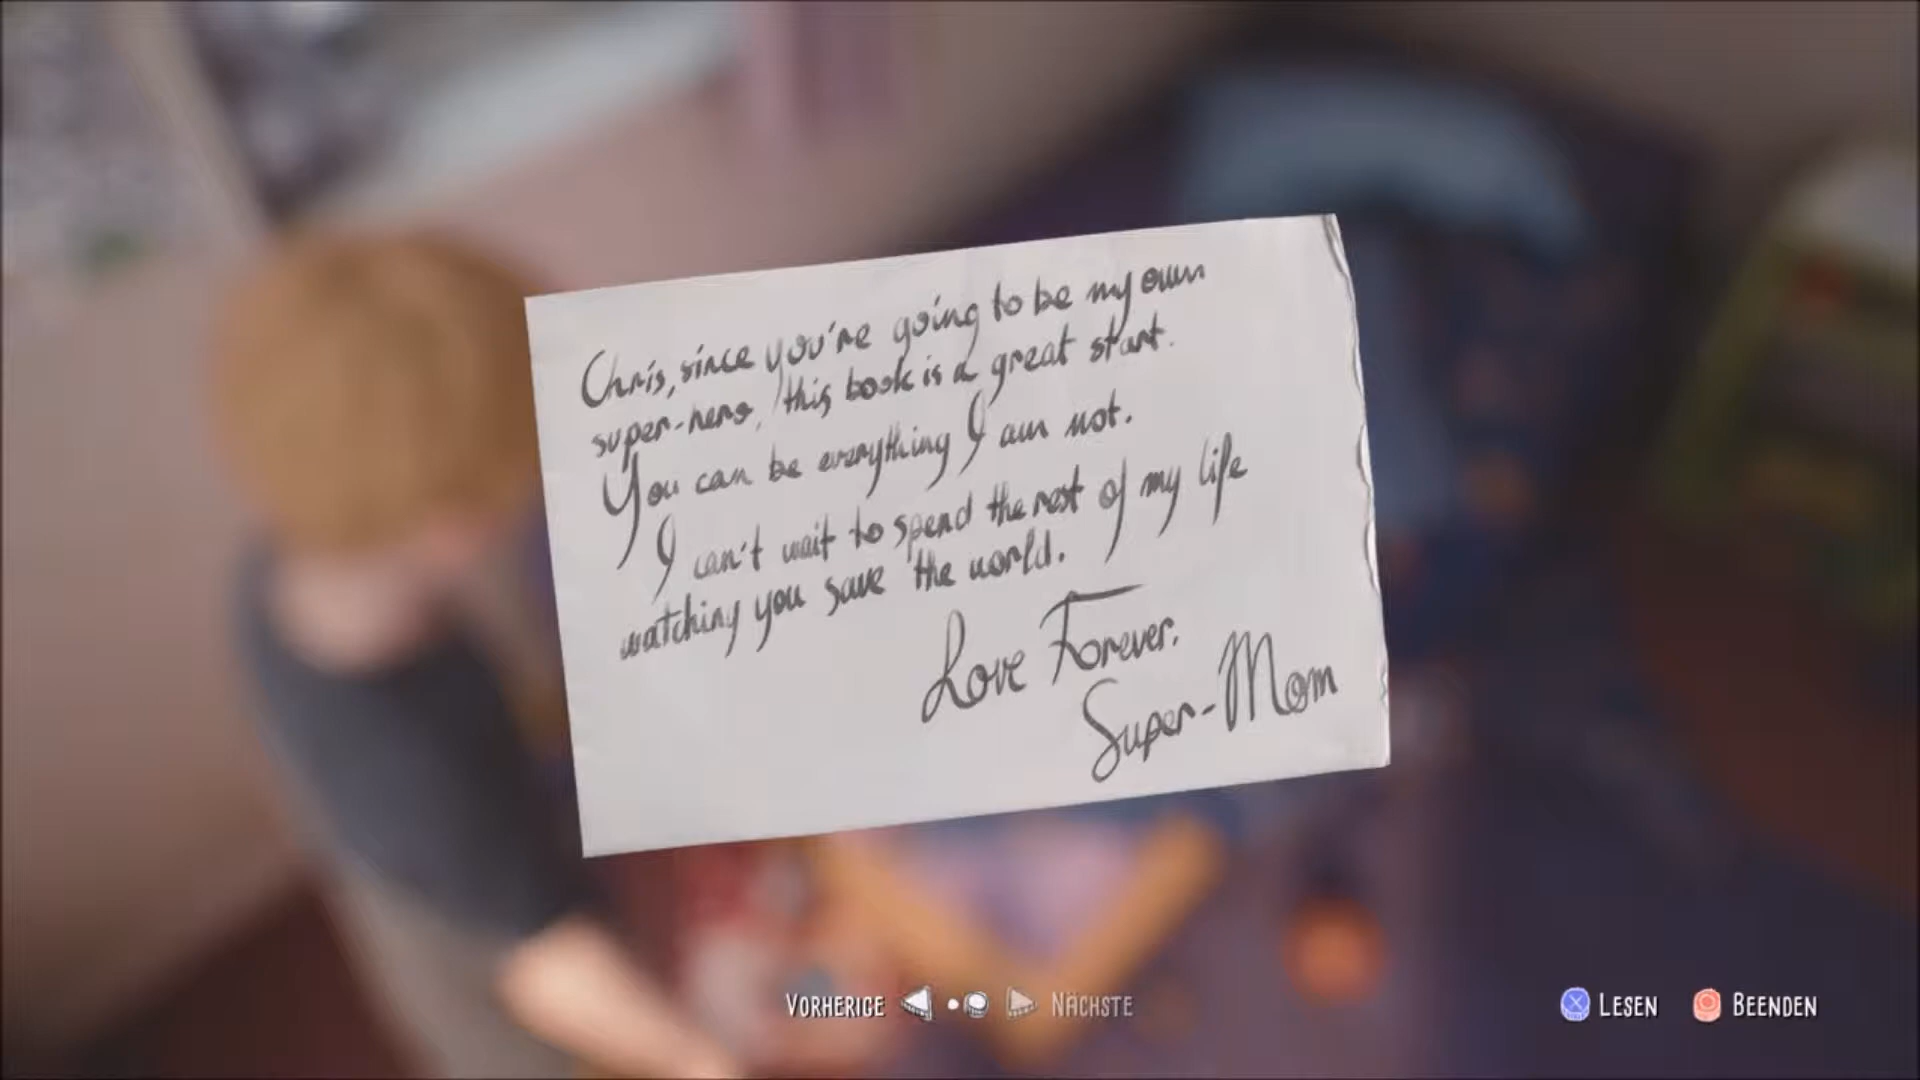 Chris, since you're going to be my own
super-hero, this book is a great start.
You can be everything I am not.
I can't wait to spend the rest of my life
watching you save the world.
Love Forever.
Super-Mom
VORHERIGE NÄCHSTE
LESEN BEENDEN